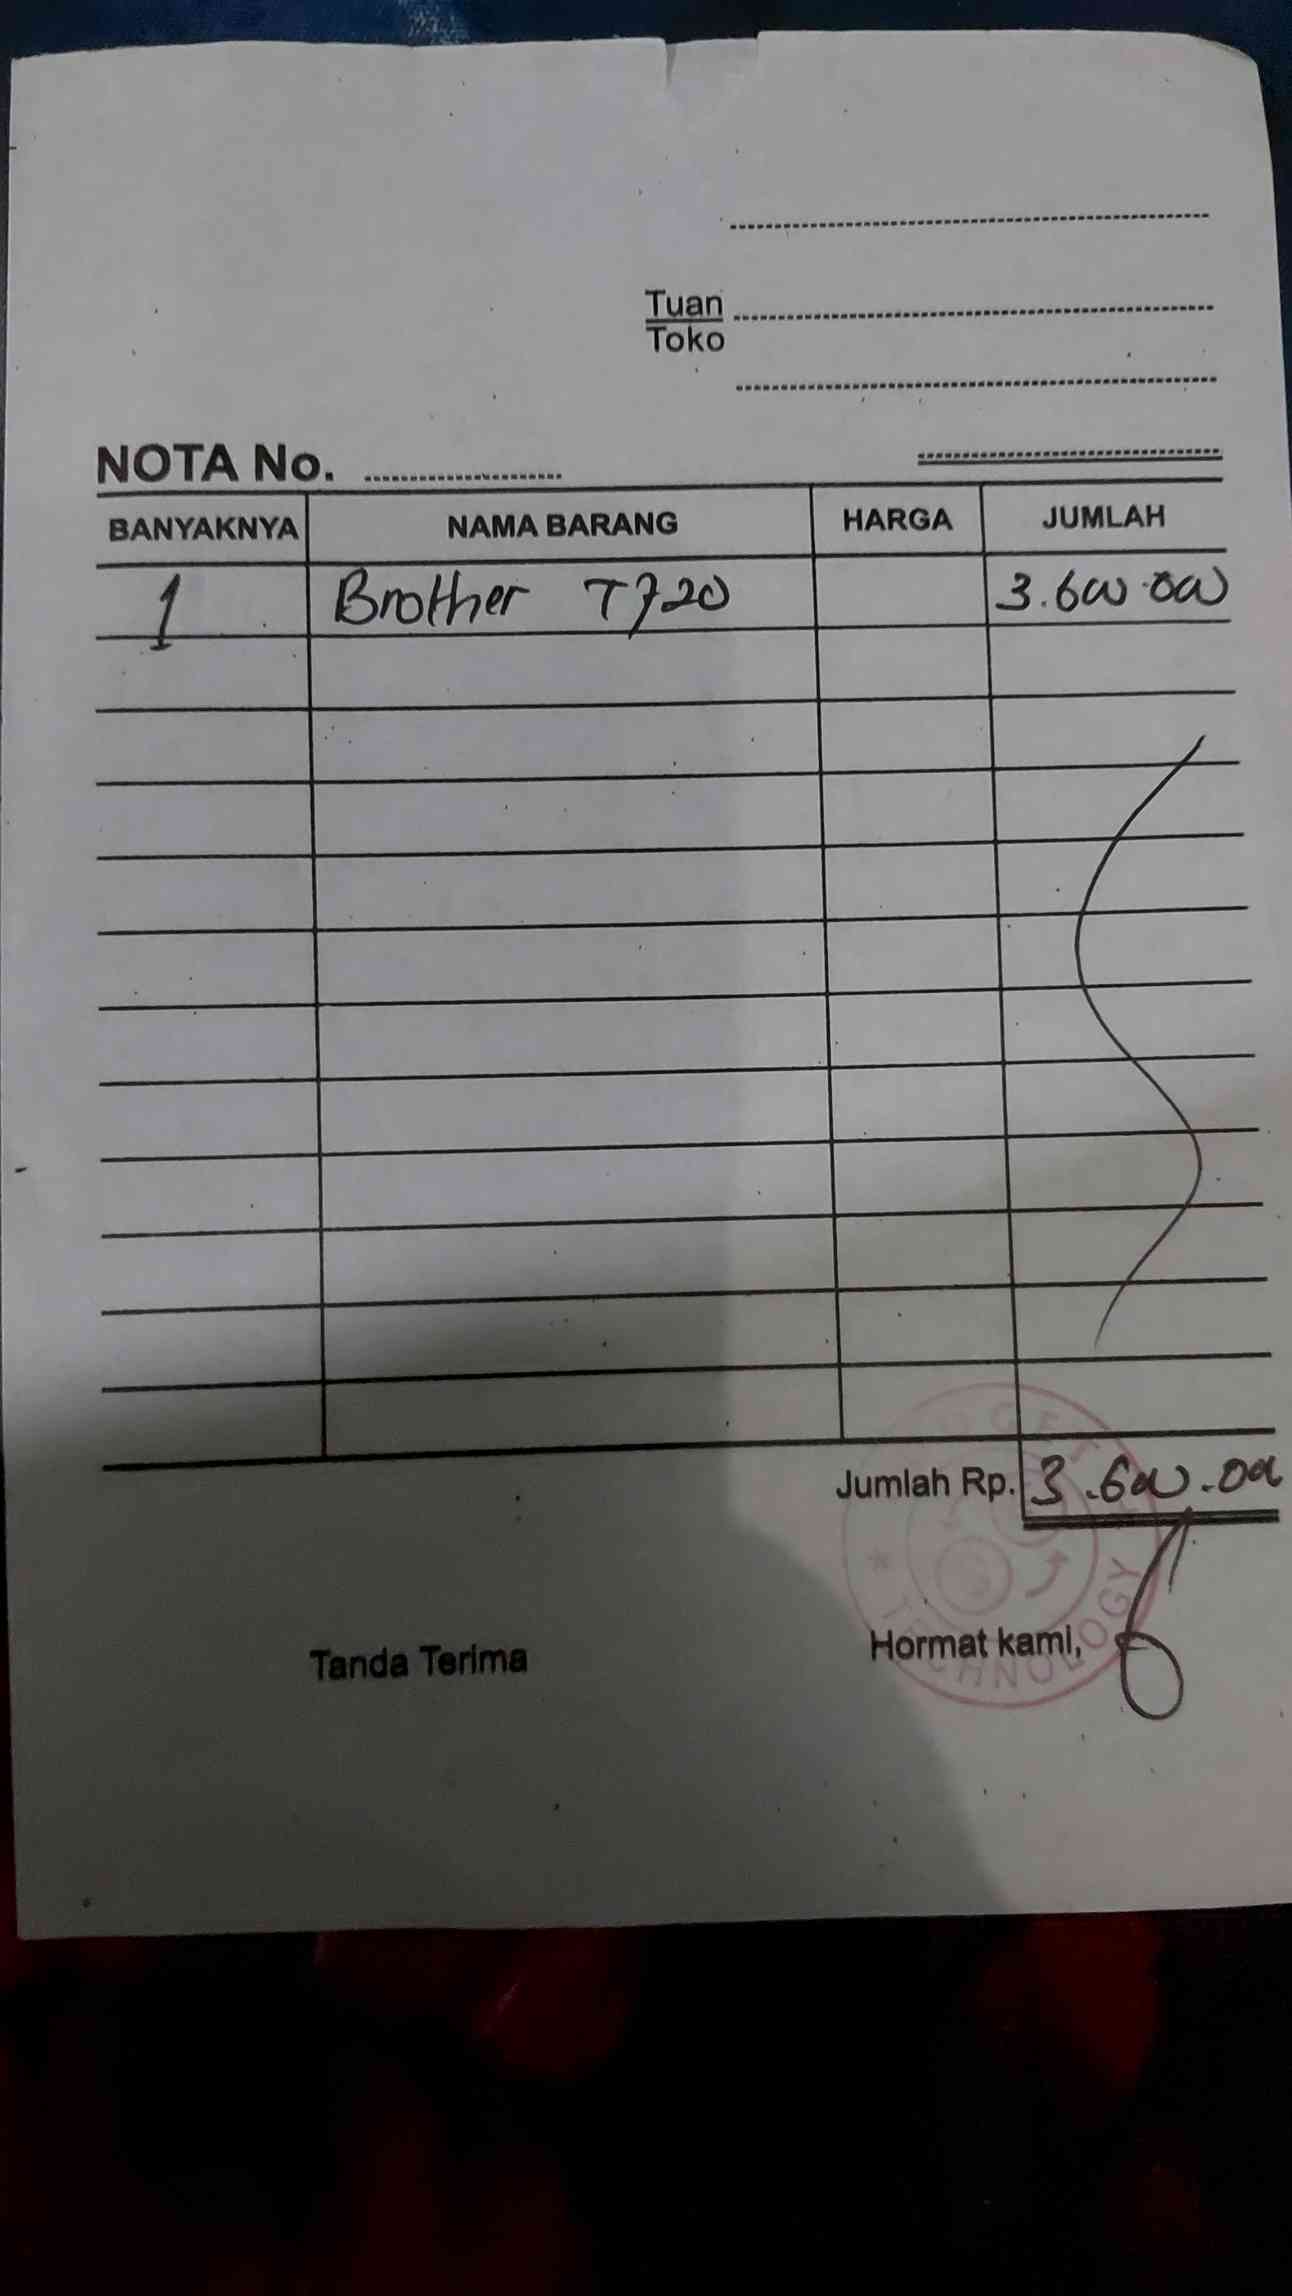 Tuan
Toko
NOTA No.
BANYAKNYA NAMA BARANG HARGA JUMLAH
1 Brother T720 3.600.000
Jumlah Rp. 3.600.000
Tanda Terima Hormat kami,
TECHNOLOGY